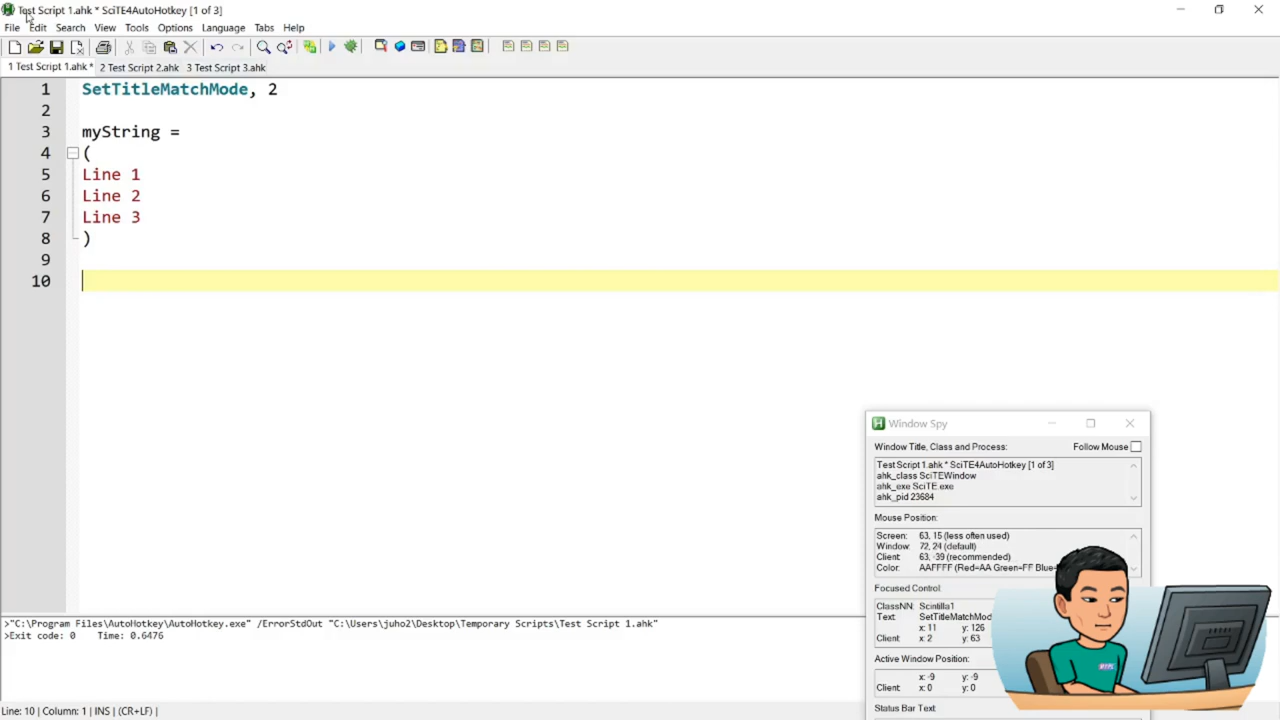 Test Script 1.ahk * SciTE4AutoHotkey [1 of 3]
File Edit Search View Tools Options Language Tabs Help
1 Test Script 1.ahk * 2 Test Script 2.ahk 3 Test Script 3.ahk
1 SetTitleMatchMode, 2
2
3 myString =
4 (
5 Line 1
6 Line 2
7 Line 3
8 )
9
10
Window Spy
Window Title, Class and Process: Follow Mouse
Test Script 1.ahk * SciTE4AutoHotkey [1 of 3]
ahk_class SciTEWindow
ahk_exe SciTE.exe
ahk_pid 23684
Mouse Position:
Screen: 63, 15 (less often used)
Window: 72, 24 (default)
Client: 63, -39 (recommended)
Color: AAFFFF (Red=AA Green=FF Blue=
Focused Control:
ClassNN: Scintilla1
Text: SetTitleMatchMod
x: 11 y: 126
Client: x: 2 y: 63
Active Window Position:
x: -9 y: -9
Client: x: 0 y: 0
Status Bar Text:
>"C:\Program Files\AutoHotkey\AutoHotkey.exe" /ErrorStdOut "C:\Users\juho2\Desktop\Temporary Scripts\Test Script 1.ahk"
>Exit code: 0 Time: 0.6476
Line: 10 | Column: 1 | INS | (CR+LF) |